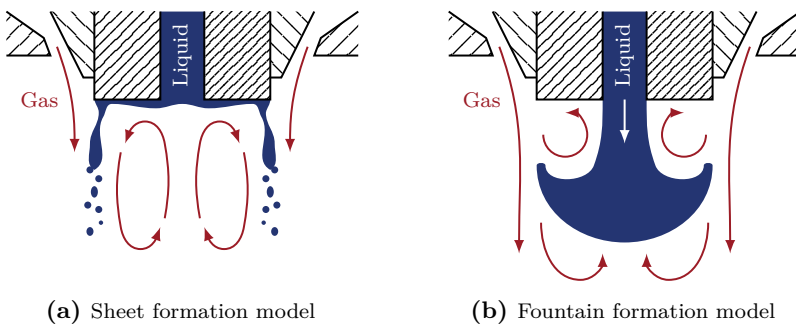 Liquid
Gas
Liquid
Gas
(a) Sheet formation model
(b) Fountain formation model